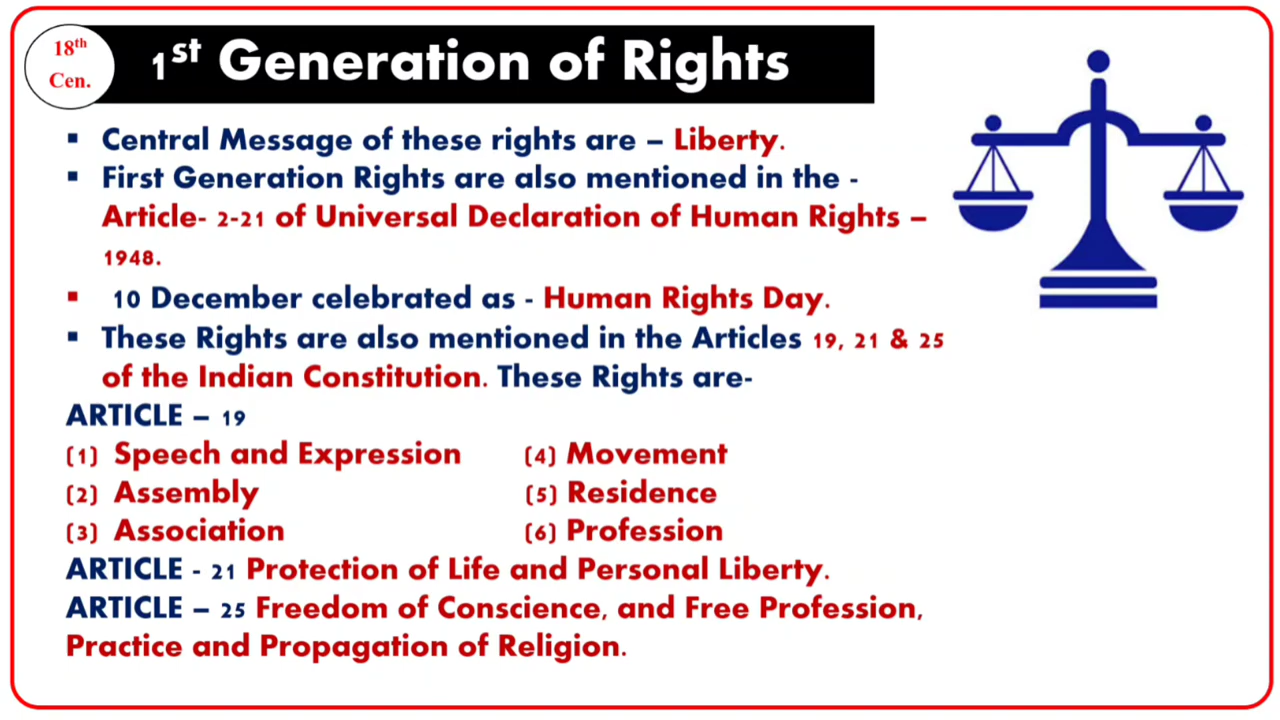 18th
Cen.
1st Generation of Rights
▪ Central Message of these rights are – Liberty.
▪ First Generation Rights are also mentioned in the -
Article- 2-21 of Universal Declaration of Human Rights –
1948.
▪ 10 December celebrated as - Human Rights Day.
▪ These Rights are also mentioned in the Articles 19, 21 & 25
of the Indian Constitution. These Rights are-
ARTICLE – 19
(1) Speech and Expression (4) Movement
(2) Assembly (5) Residence
(3) Association (6) Profession
ARTICLE - 21 Protection of Life and Personal Liberty.
ARTICLE – 25 Freedom of Conscience, and Free Profession,
Practice and Propagation of Religion.